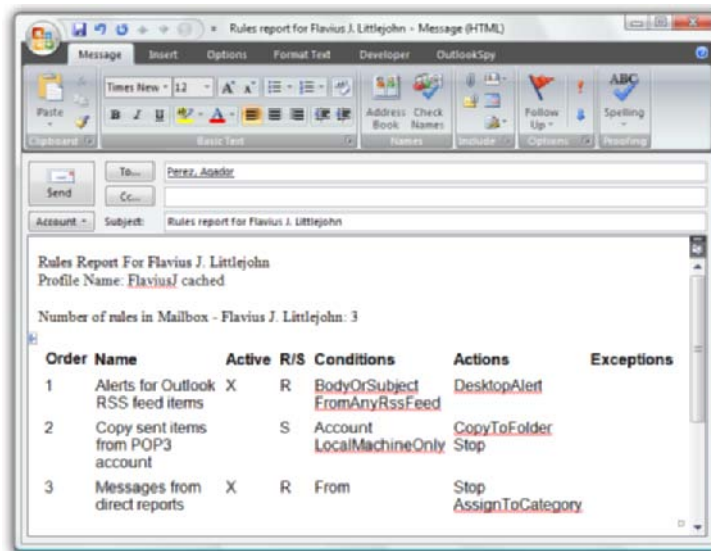 Rules report for Flavius J. Littlejohn - Message (HTML)
Message Insert Options Format Text Developer OutlookSpy
Paste
Times New 12
B I U
Address Book
Check Names
Follow Up
ABC
Spelling
Clipboard Basic Text Names Include Options Proofing
Send
To... Perez, Agador
Cc...
Account Subject: Rules report for Flavius J. Littlejohn
Rules Report For Flavius J. Littlejohn
Profile Name: FlaviusJ cached
Number of rules in Mailbox - Flavius J. Littlejohn: 3
Order Name Active R/S Conditions Actions Exceptions
1 Alerts for Outlook X R BodyOrSubject DesktopAlert
RSS feed items FromAnyRssFeed
2 Copy sent items S Account CopyToFolder
from POP3 LocalMachineOnly Stop
account
3 Messages from X R From Stop
direct reports AssignToCategory